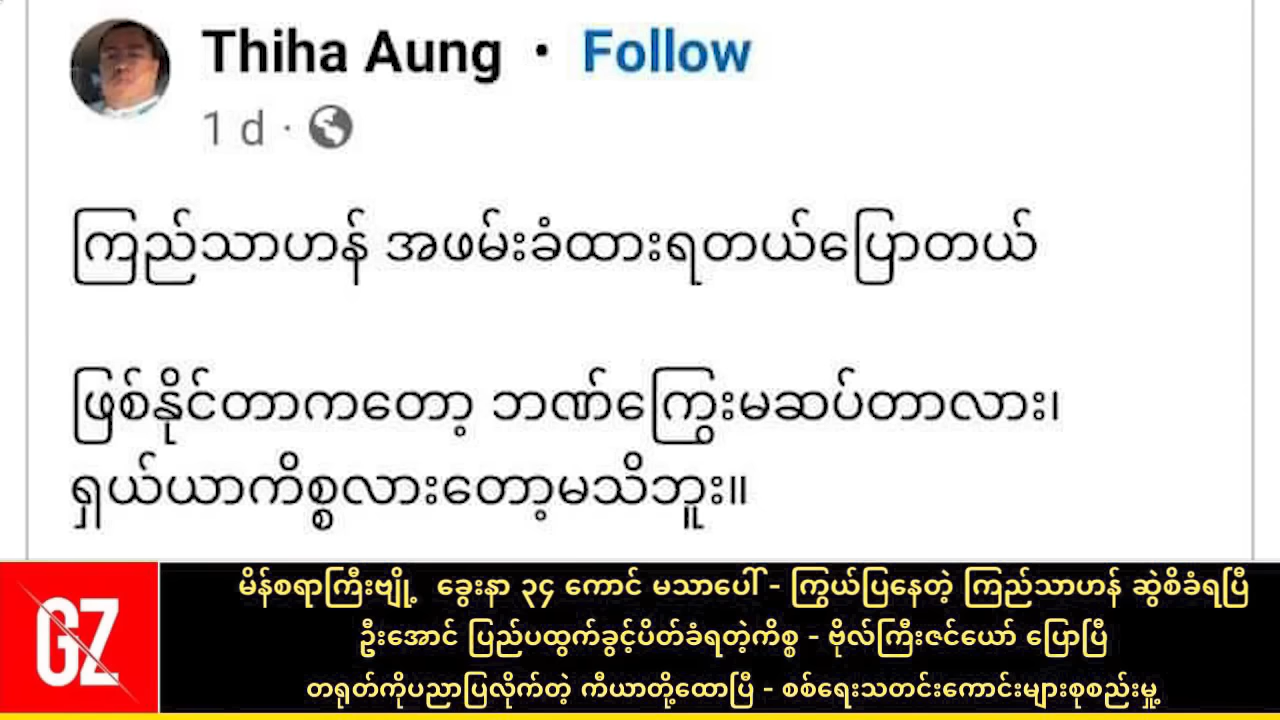 Thiha Aung · Follow
1 d ·
ကြည်သာဟန် အဖမ်းခံထားရတယ်ပြောတယ်
ဖြစ်နိုင်တာကတော့ ဘဏ်ကြွေးမဆပ်တာလား၊
ရှယ်ယာကိစ္စလားတော့မသိဘူး။
GZ
မိန်စရာကြီးဗျို့ ခွေးနာ ၃၄ ကောင် မသာပေါ် - ကြွယ်ပြနေတဲ့ ကြည်သာဟန် ဆွဲစိခံရပြီ
ဦးအောင် ပြည်ပထွက်ခွင့်ပိတ်ခံရတဲ့ကိစ္စ - ဗိုလ်ကြီးဇင်ယော် ပြောပြီ
တရုတ်ကိုပညာပြလိုက်တဲ့ ကီယာတို့ထောပြီ - စစ်ရေးသတင်းကောင်းများစုစည်းမှု့